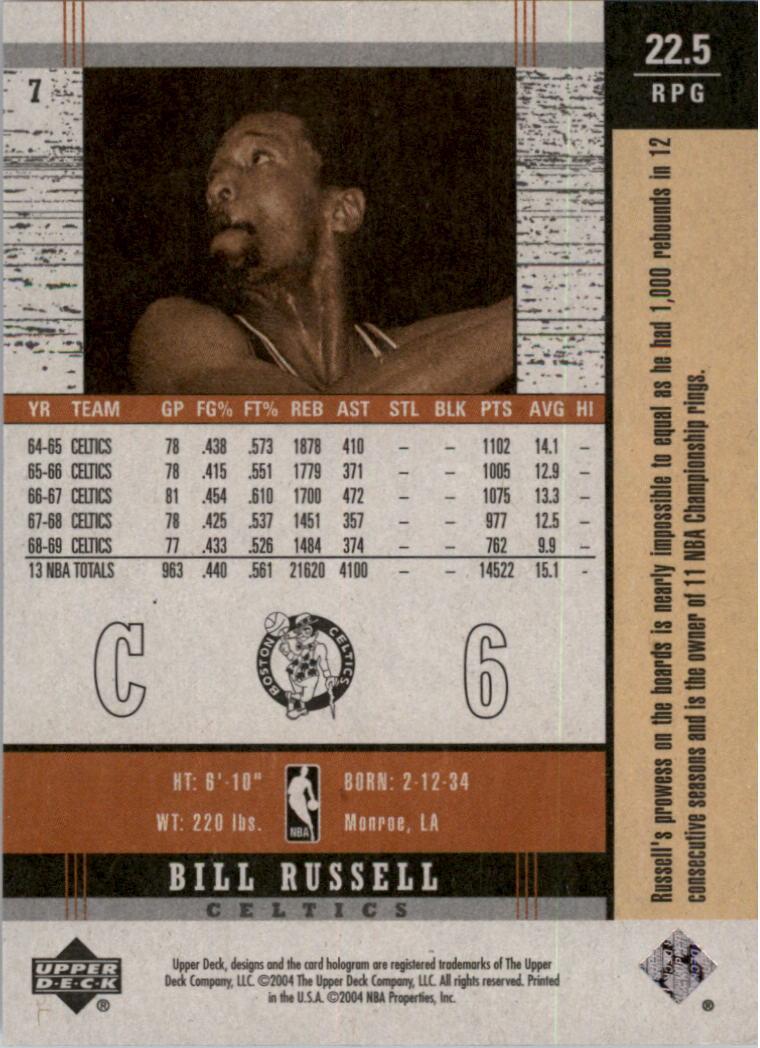 7
22.5
RPG
Russell's prowess on the boards is nearly impossible to equal as he had 1,000 rebounds in 12
consecutive seasons and is the owner of 11 NBA Championship rings.
YR TEAM GP FG% FT% REB AST STL BLK PTS AVG HI
64-65 CELTICS 78 .438 .573 1878 410 – – 1102 14.1 –
65-66 CELTICS 78 .415 .551 1779 371 – – 1005 12.9 –
66-67 CELTICS 81 .454 .610 1700 472 – – 1075 13.3 –
67-68 CELTICS 78 .425 .537 1451 357 – – 977 12.5 –
68-69 CELTICS 77 .433 .526 1484 374 – – 762 9.9 –
13 NBA TOTALS 963 .440 .561 21620 4100 – – 14522 15.1 -
C
BOSTON CELTICS
6
HT: 6'-10"
WT: 220 lbs.
NBA
BORN: 2-12-34
Monroe, LA
BILL RUSSELL
CELTICS
UPPER
D·E·C·K
®
Upper Deck, designs and the card hologram are registered trademarks of The Upper
Deck Company, LLC. ©2004 The Upper Deck Company, LLC. All rights reserved. Printed
in the U.S.A. ©2004 NBA Properties, Inc.
®